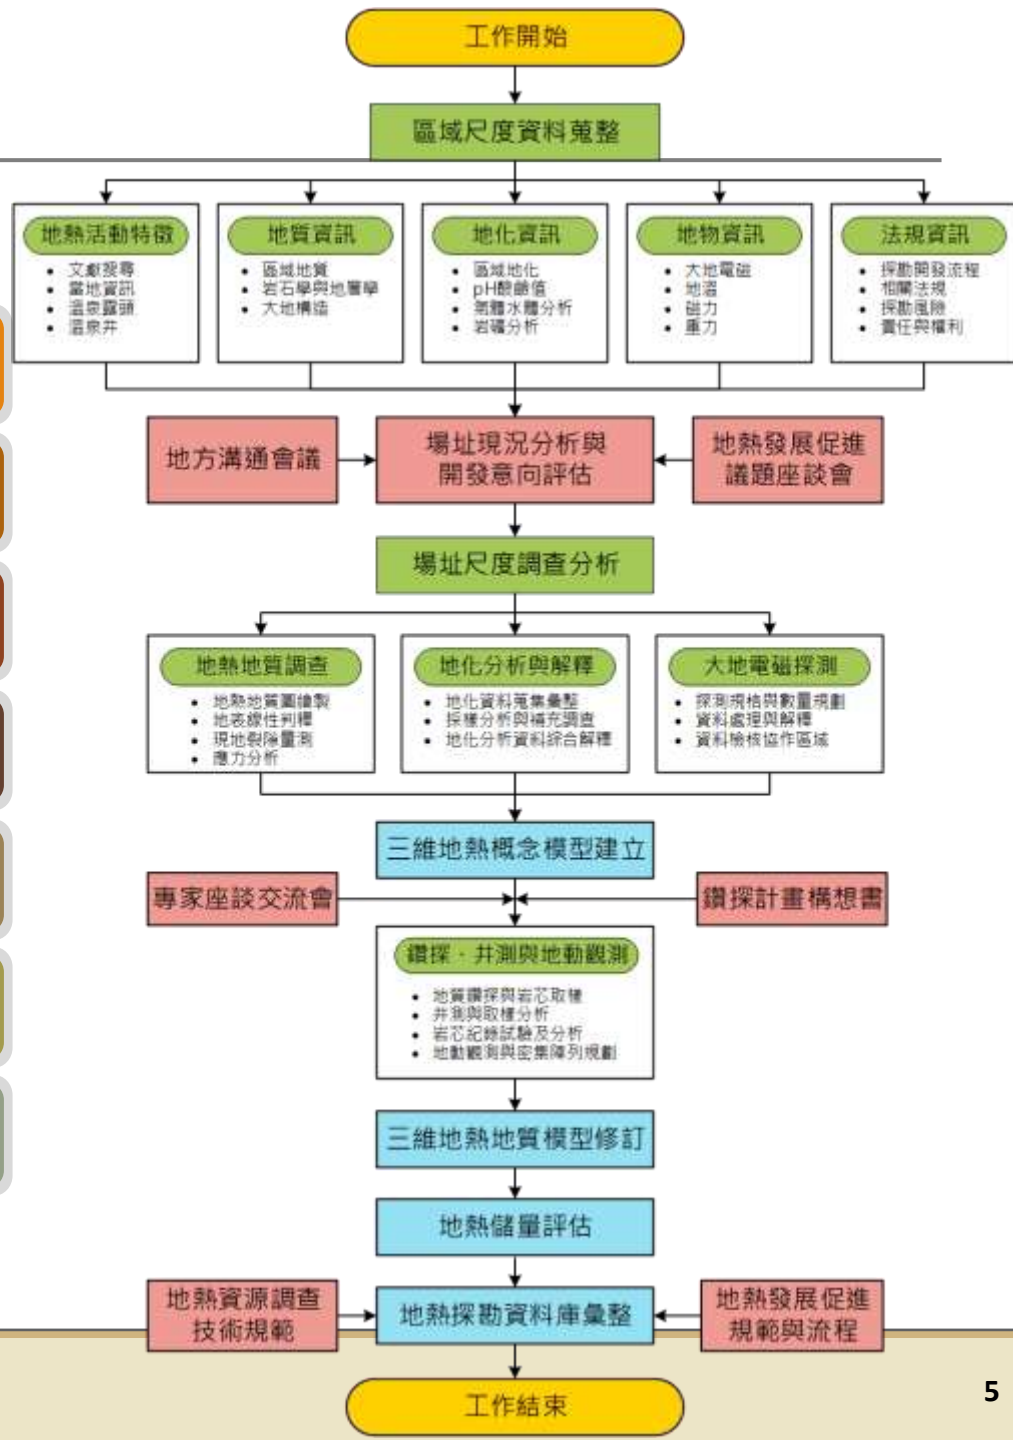 工作開始
區域尺度資料蒐整
地熱活動特徵
• 文獻搜尋
• 當地資訊
• 溫泉露頭
• 溫泉井
地質資訊
• 區域地質
• 岩石學與地層學
• 大地構造
地化資訊
• 區域地化
• pH酸鹼值
• 氣體水體分析
• 岩礦分析
地物資訊
• 大地電磁
• 地溫
• 磁力
• 重力
法規資訊
• 探勘開發流程
• 相關法規
• 探勘風險
• 責任與權利
地方溝通會議
場址現況分析與
開發意向評估
地熱發展促進
議題座談會
場址尺度調查分析
地熱地質調查
• 地熱地質圖繪製
• 地表線性判釋
• 現地裂隙量測
• 應力分析
地化分析與解釋
• 地化資料蒐集彙整
• 採樣分析與補充調查
• 地化分析資料綜合解釋
大地電磁探測
• 探測規格與數量規劃
• 資料處理與解釋
• 資料檢核協作區域
三維地熱概念模型建立
專家座談交流會
鑽探計畫構想書
鑽探、井測與地動觀測
• 地質鑽探與岩芯取樣
• 井測與取樣分析
• 岩芯紀錄試驗及分析
• 地動觀測與密集陣列規劃
三維地熱地質模型修訂
地熱儲量評估
地熱資源調查
技術規範
地熱探勘資料庫彙整
地熱發展促進
規範與流程
工作結束
5